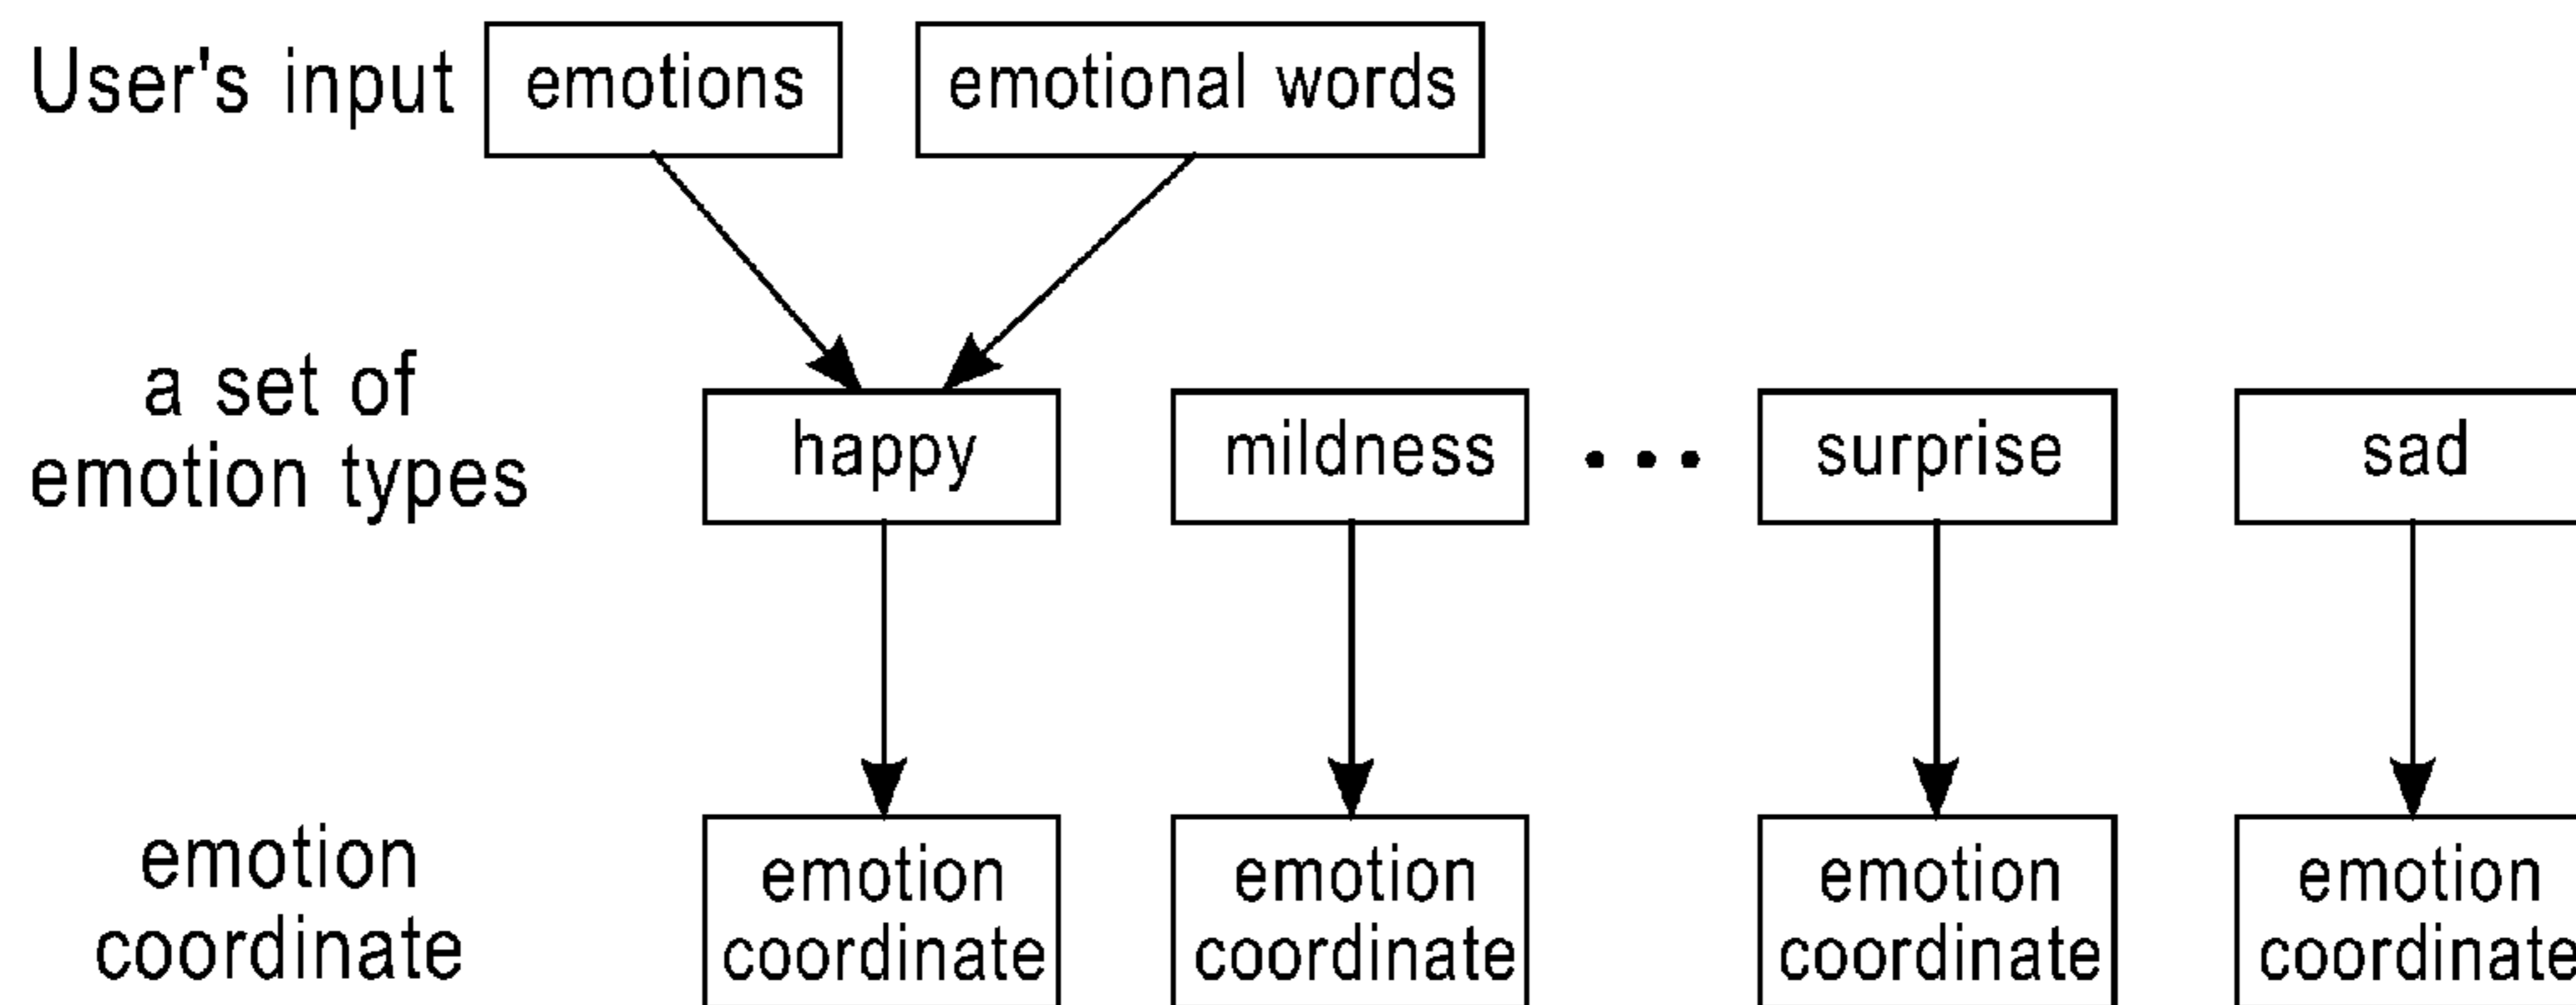 User's input emotions emotional words
a set of
emotion types
happy mildness ... surprise sad
emotion
coordinate
emotion
coordinate
emotion
coordinate
emotion
coordinate
emotion
coordinate